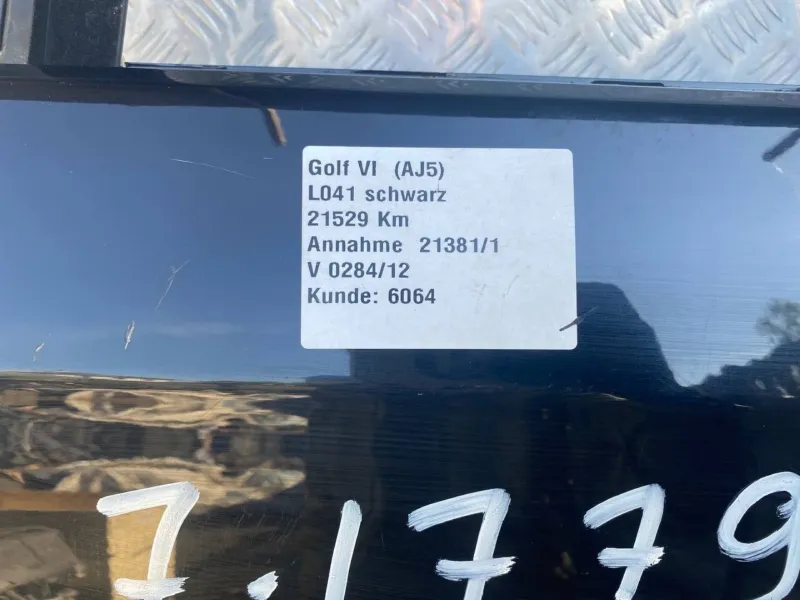 Golf VI (AJ5)
L041 schwarz
21529 Km
Annahme 21381/1
V 0284/12
Kunde: 6064
7.1779